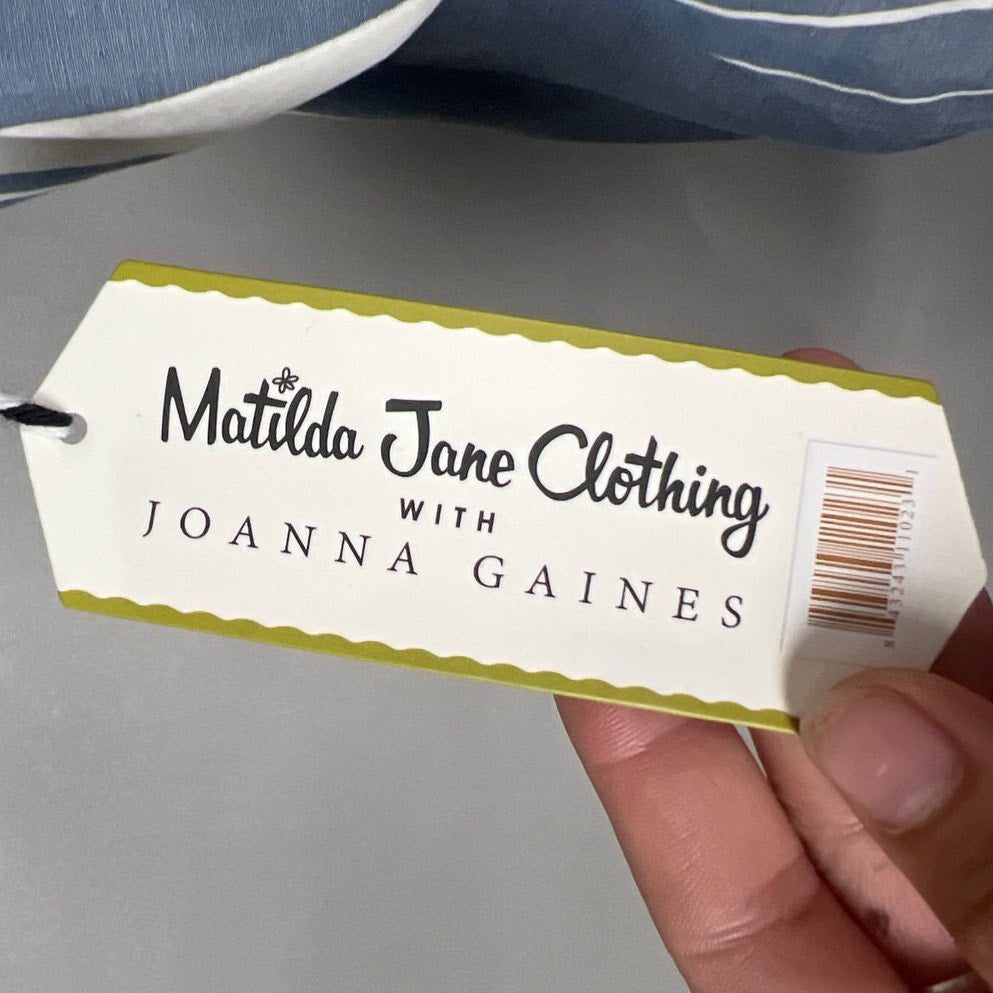 Matilda Jane Clothing
WITH
JOANNA GAINES